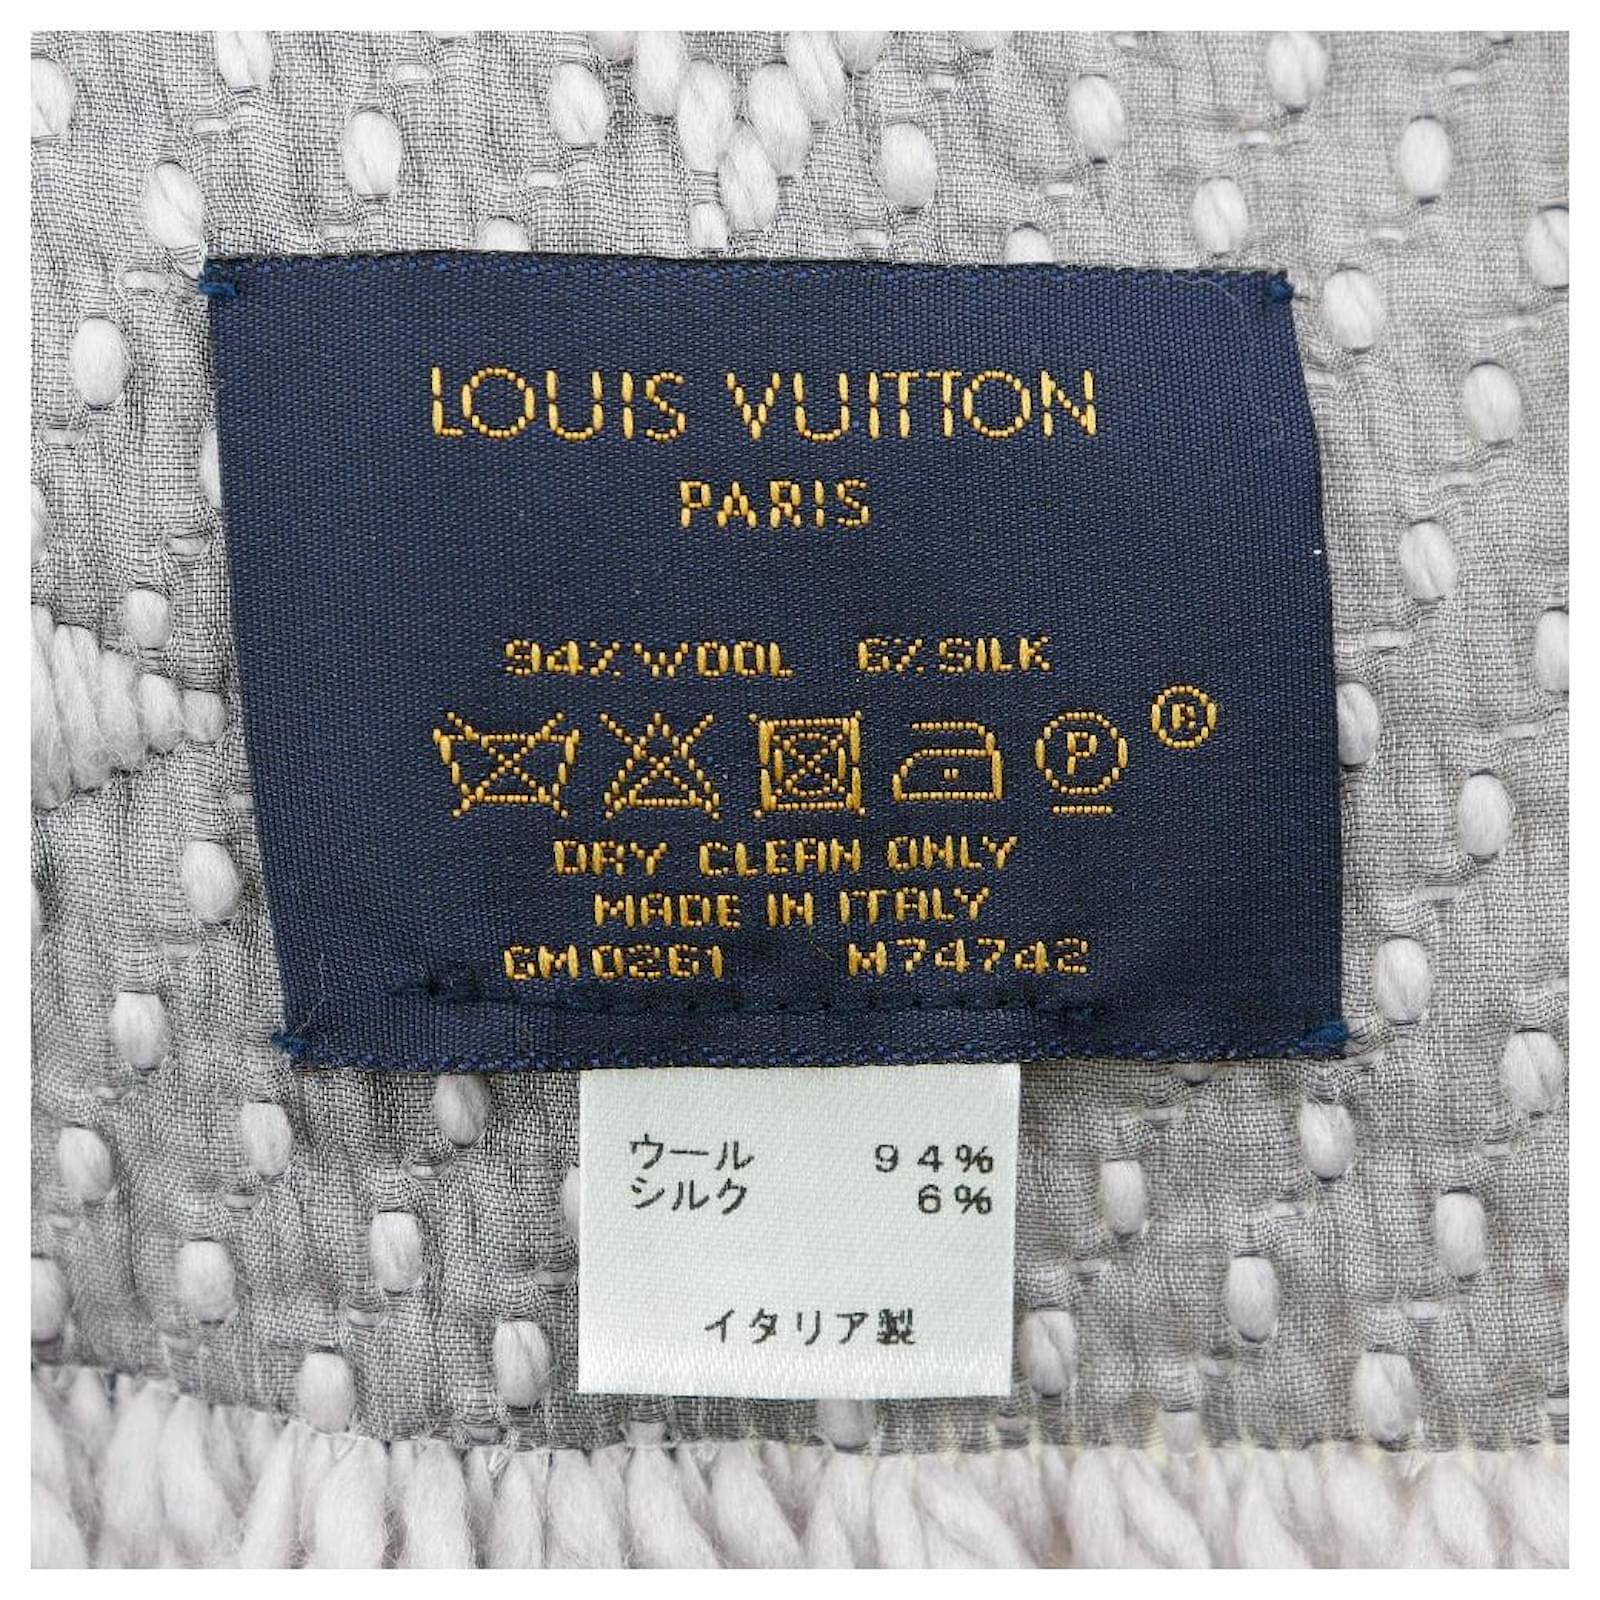 LOUIS VUITTON
PARIS
94% WOOL 6% SILK
P ®
DRY CLEAN ONLY
MADE IN ITALY
GM0261 M74742
ウール 94%
シルク 6%
イタリア製